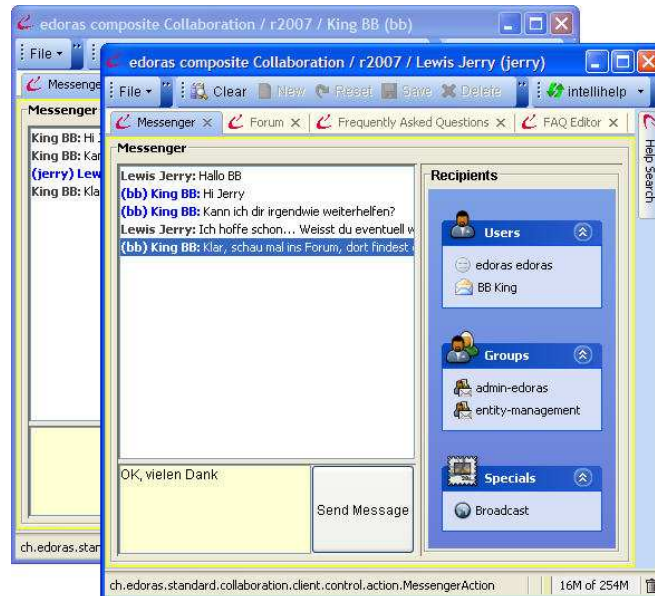 edoras composite Collaboration / r2007 / King BB (bb)
File
Messenger
King BB: Hi
King BB:
(jerry)
King BB:
ch.edoras.
edoras composite Collaboration / r2007 / Lewis Jerry (jerry)
File Clear New Reset Save Delete intellihelp
Messenger Forum Frequently Asked Questions FAQ Editor
Help Search
Messenger
Lewis Jerry: Hallo BB
(bb) King BB: Hi Jerry
(bb) King BB: Kann ich dir irgendwie weiterhelfen?
Lewis Jerry: Ich hoffe schon... Weisst du eventuell
(bb) King BB: Klar, schau mal ins Forum, dort findest
OK, vielen Dank
Send Message
Recipients
Users
edoras edoras
BB King
Groups
admin-edoras
entity-management
Specials
Broadcast
ch.edoras.standard.collaboration.client.control.action.MessengerAction
16M of 254M